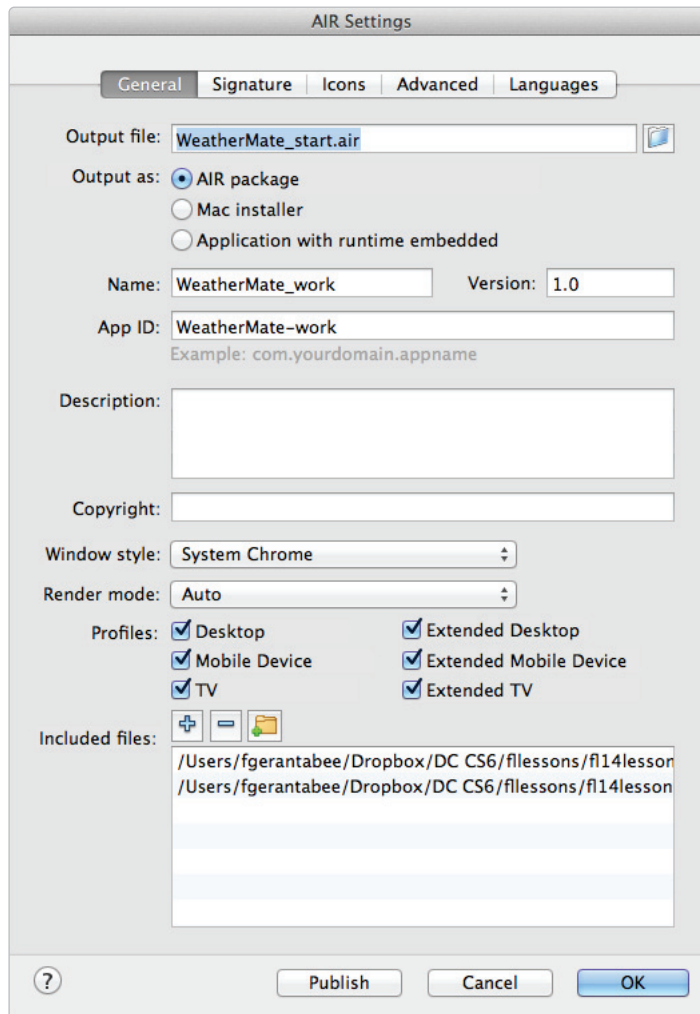 AIR Settings
General Signature Icons Advanced Languages
Output file: WeatherMate_start.air
Output as: AIR package
Mac installer
Application with runtime embedded
Name: WeatherMate_work Version: 1.0
App ID: WeatherMate-work
Example: com.yourdomain.appname
Description:
Copyright:
Window style: System Chrome
Render mode: Auto
Profiles: Desktop Extended Desktop
Mobile Device Extended Mobile Device
TV Extended TV
Included files:
/Users/fgerantabee/Dropbox/DC CS6/fllessons/fl14lesson
/Users/fgerantabee/Dropbox/DC CS6/fllessons/fl14lesson
? Publish Cancel OK